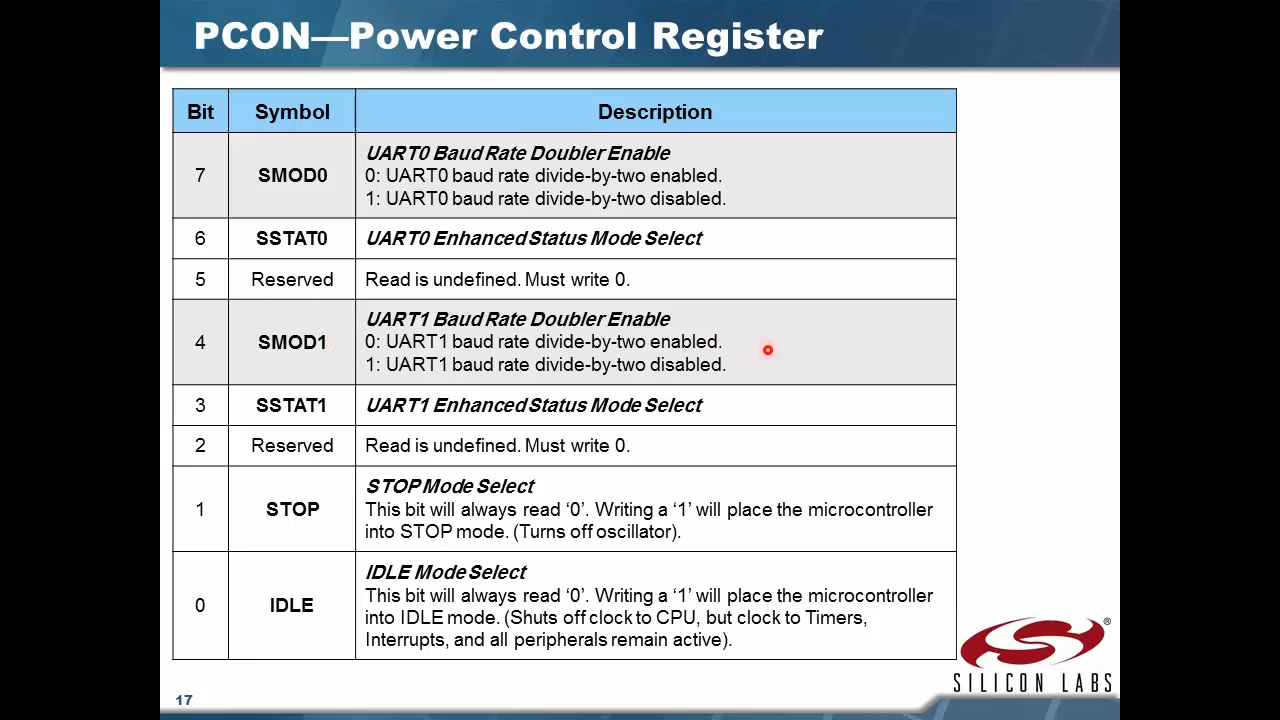 PCON—Power Control Register
Bit Symbol Description
7 SMOD0 UART0 Baud Rate Doubler Enable
0: UART0 baud rate divide-by-two enabled.
1: UART0 baud rate divide-by-two disabled.
6 SSTAT0 UART0 Enhanced Status Mode Select
5 Reserved Read is undefined. Must write 0.
4 SMOD1 UART1 Baud Rate Doubler Enable
0: UART1 baud rate divide-by-two enabled.
1: UART1 baud rate divide-by-two disabled.
3 SSTAT1 UART1 Enhanced Status Mode Select
2 Reserved Read is undefined. Must write 0.
1 STOP STOP Mode Select
This bit will always read ‘0’. Writing a ‘1’ will place the microcontroller
into STOP mode. (Turns off oscillator).
0 IDLE IDLE Mode Select
This bit will always read ‘0’. Writing a ‘1’ will place the microcontroller
into IDLE mode. (Shuts off clock to CPU, but clock to Timers,
Interrupts, and all peripherals remain active).
®
SILICON LABS
17